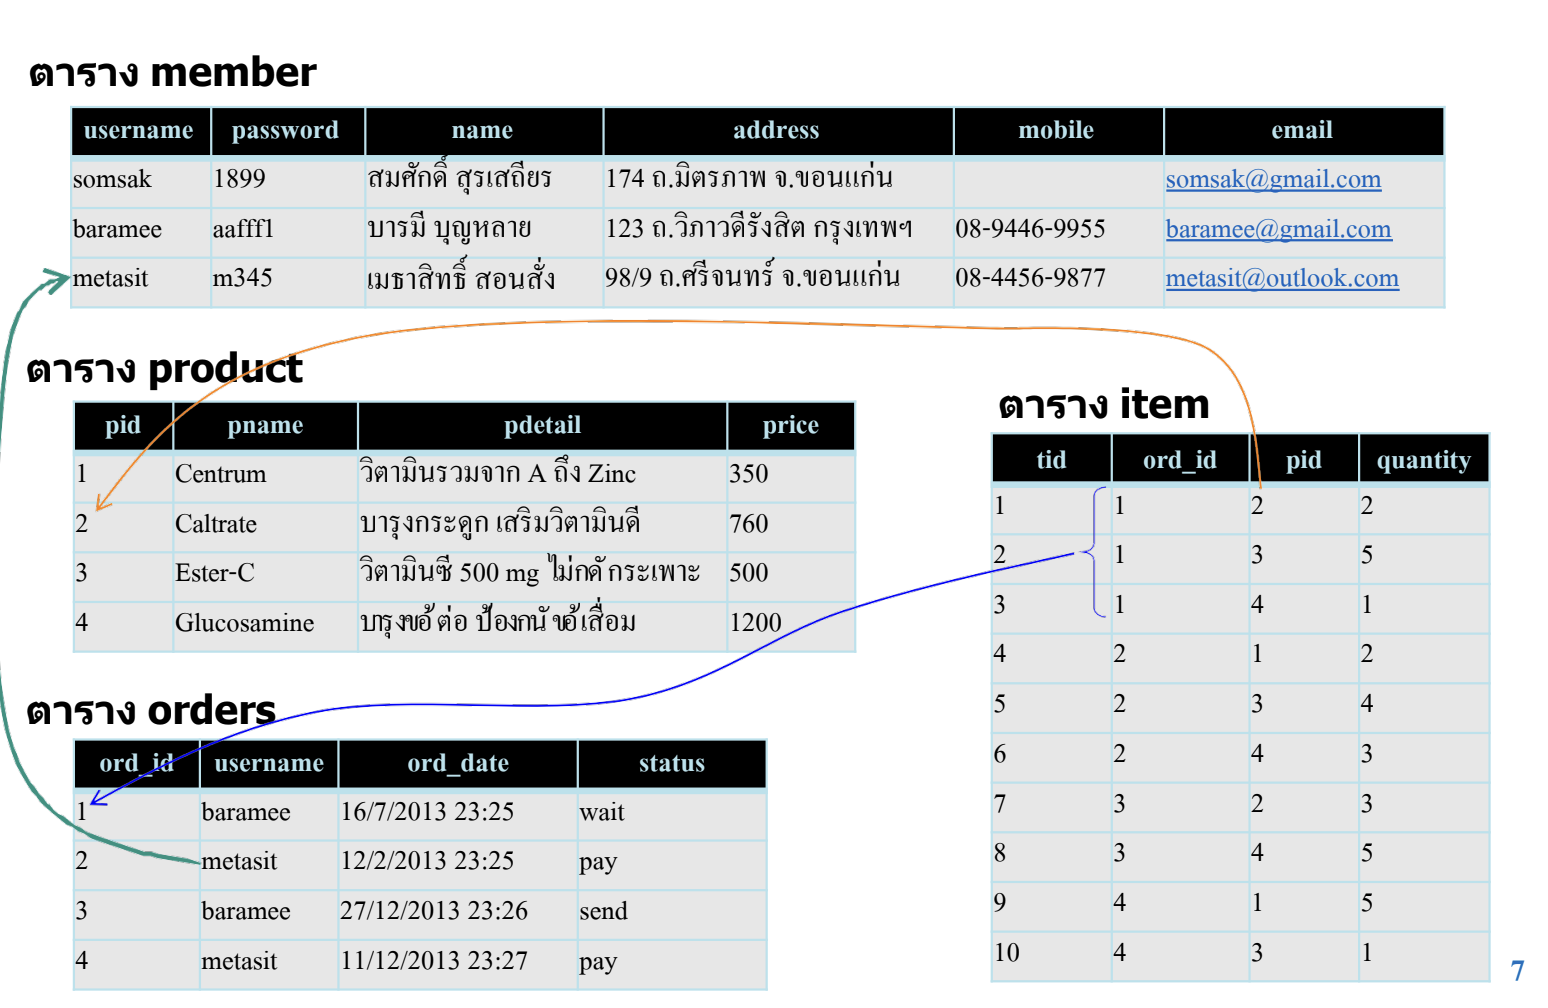 ตาราง member
username password name address mobile email
somsak 1899 สมศักดิ์ สุรเสถียร 174 ถ.มิตรภาพ จ.ขอนแก่น somsak@gmail.com
baramee aafff1 บารมี บุญหลาย 123 ถ.วิภาวดีรังสิต กรุงเทพฯ 08-9446-9955 baramee@gmail.com
metasit m345 เมธาสิทธิ์ สอนสั่ง 98/9 ถ.ศรีจนทร์ จ.ขอนแก่น 08-4456-9877 metasit@outlook.com
ตาราง product
pid pname pdetail price
1 Centrum วิตามินรวมจาก A ถึง Zinc 350
2 Caltrate บารุงกระดูก เสริมวิตามินดี 760
3 Ester-C วิตามินซี 500 mg ไม่กดักระเพาะ 500
4 Glucosamine บารุงขอ้ต่อ ป้องกนัขอ้เสื่อม 1200
ตาราง item
tid ord_id pid quantity
1 1 2 2
2 1 3 5
3 1 4 1
4 2 1 2
5 2 3 4
6 2 4 3
7 3 2 3
8 3 4 5
9 4 1 5
10 4 3 1
ตาราง orders
ord_id username ord_date status
1 baramee 16/7/2013 23:25 wait
2 metasit 12/2/2013 23:25 pay
3 baramee 27/12/2013 23:26 send
4 metasit 11/12/2013 23:27 pay
7